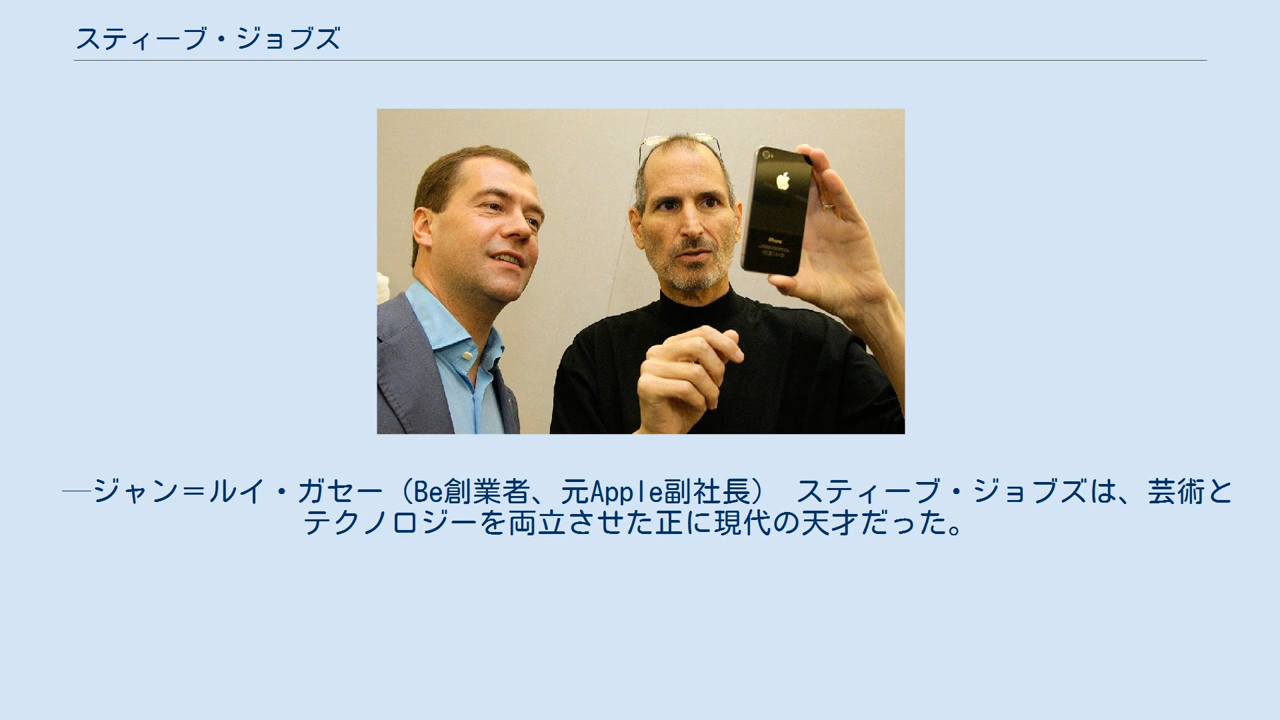 スティーブ・ジョブズ
iPhone
―ジャン＝ルイ・ガセー（Be創業者、元Apple副社長） スティーブ・ジョブズは、芸術と
テクノロジーを両立させた正に現代の天才だった。